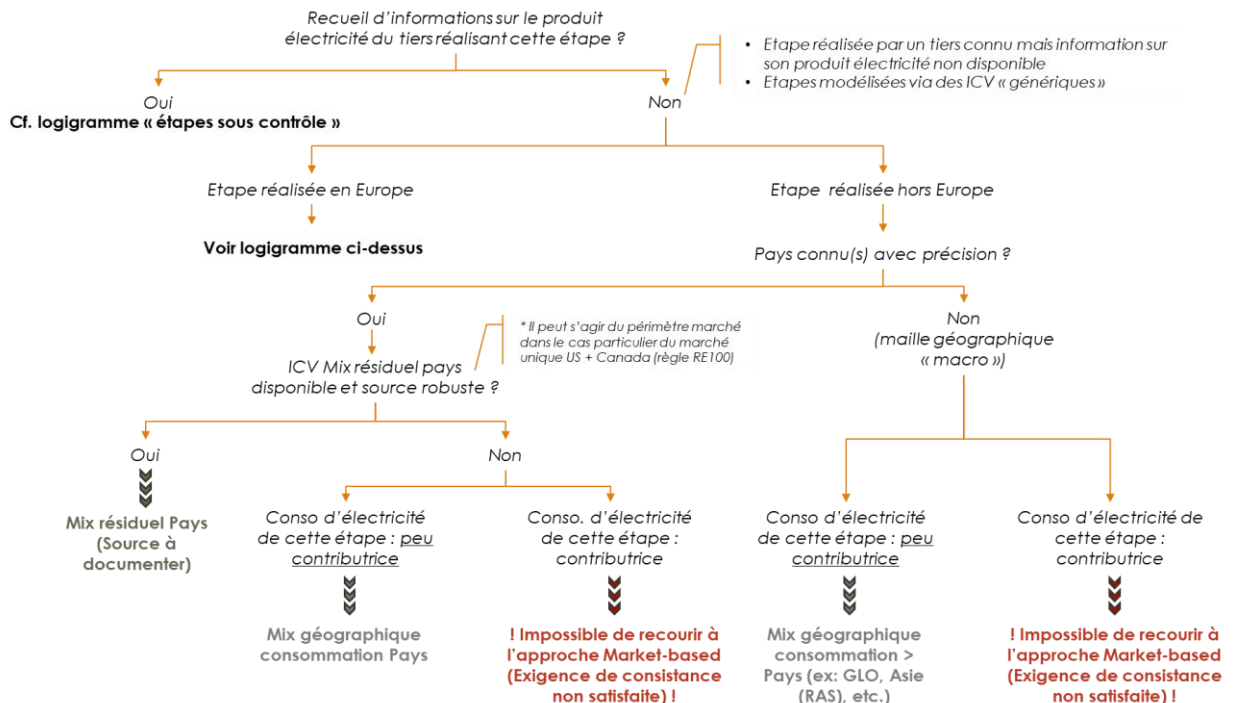 Recueil d'informations sur le produit
électricité du tiers réalisant cette étape ?
• Etape réalisée par un tiers connu mais information sur
son produit électricité non disponible
• Etapes modélisées via des ICV « génériques »
Oui
Cf. logigramme « étapes sous contrôle »
Non
Etape réalisée en Europe
Etape réalisée hors Europe
Voir logigramme ci-dessus
Pays connu(s) avec précision ?
Oui
* Il peut s'agir du périmètre marché
dans le cas particulier du marché
unique US + Canada (règle RE100)
Non
(maille géographique
« macro »)
ICV Mix résiduel pays
disponible et source robuste ?
Oui
Non
Mix résiduel Pays
(Source à
documenter)
Conso d'électricité
de cette étape : peu
contributrice
Conso. d'électricité
de cette étape :
contributrice
Conso d'électricité
de cette étape : peu
contributrice
Conso d'électricité de
cette étape :
contributrice
Mix géographique
consommation Pays
! Impossible de recourir à
l'approche Market-based
(Exigence de consistance
non satisfaite) !
Mix géographique
consommation >
Pays (ex: GLO, Asie
(RAS), etc.)
! Impossible de recourir à
l'approche Market-based
(Exigence de consistance
non satisfaite) !